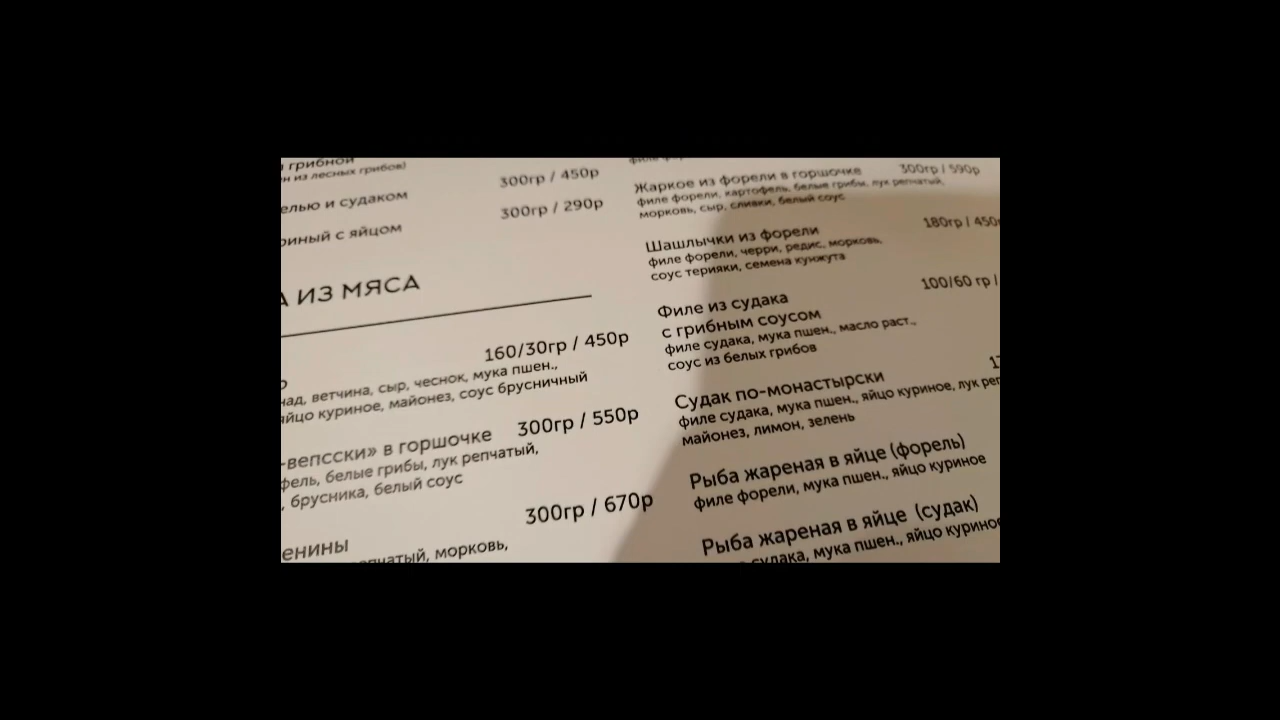 грибной
из лесных грибов)
300гр / 450р
и судаком
300гр / 290р
с яйцом
ИЗ МЯСА
160/30гр / 450р
ветчина, сыр, чеснок, мука пшен.,
яйцо куриное, майонез, соус брусничный
-вепсски» в горшочке 300гр / 550р
белые грибы, лук репчатый,
, брусника, белый соус
300гр / 670р
морковь,
Жаркое из форели в горшочке 300гр / 590р
филе форели, картофель, белые грибы, лук репчатый,
морковь, сыр, сливки, белый соус
Шашлычки из форели 180гр / 450
филе форели, черри, редис, морковь,
соус терияки, семена кунжута
Филе из судака 100/60 гр /
с грибным соусом
филе судака, мука пшен., масло раст.,
соус из белых грибов
Судак по-монастырски
филе судака, мука пшен., яйцо куриное, лук
майонез, лимон, зелень
Рыба жареная в яйце (форель)
филе форели, мука пшен., яйцо куриное
Рыба жареная в яйце (судак)
судака, мука пшен., яйцо куриное